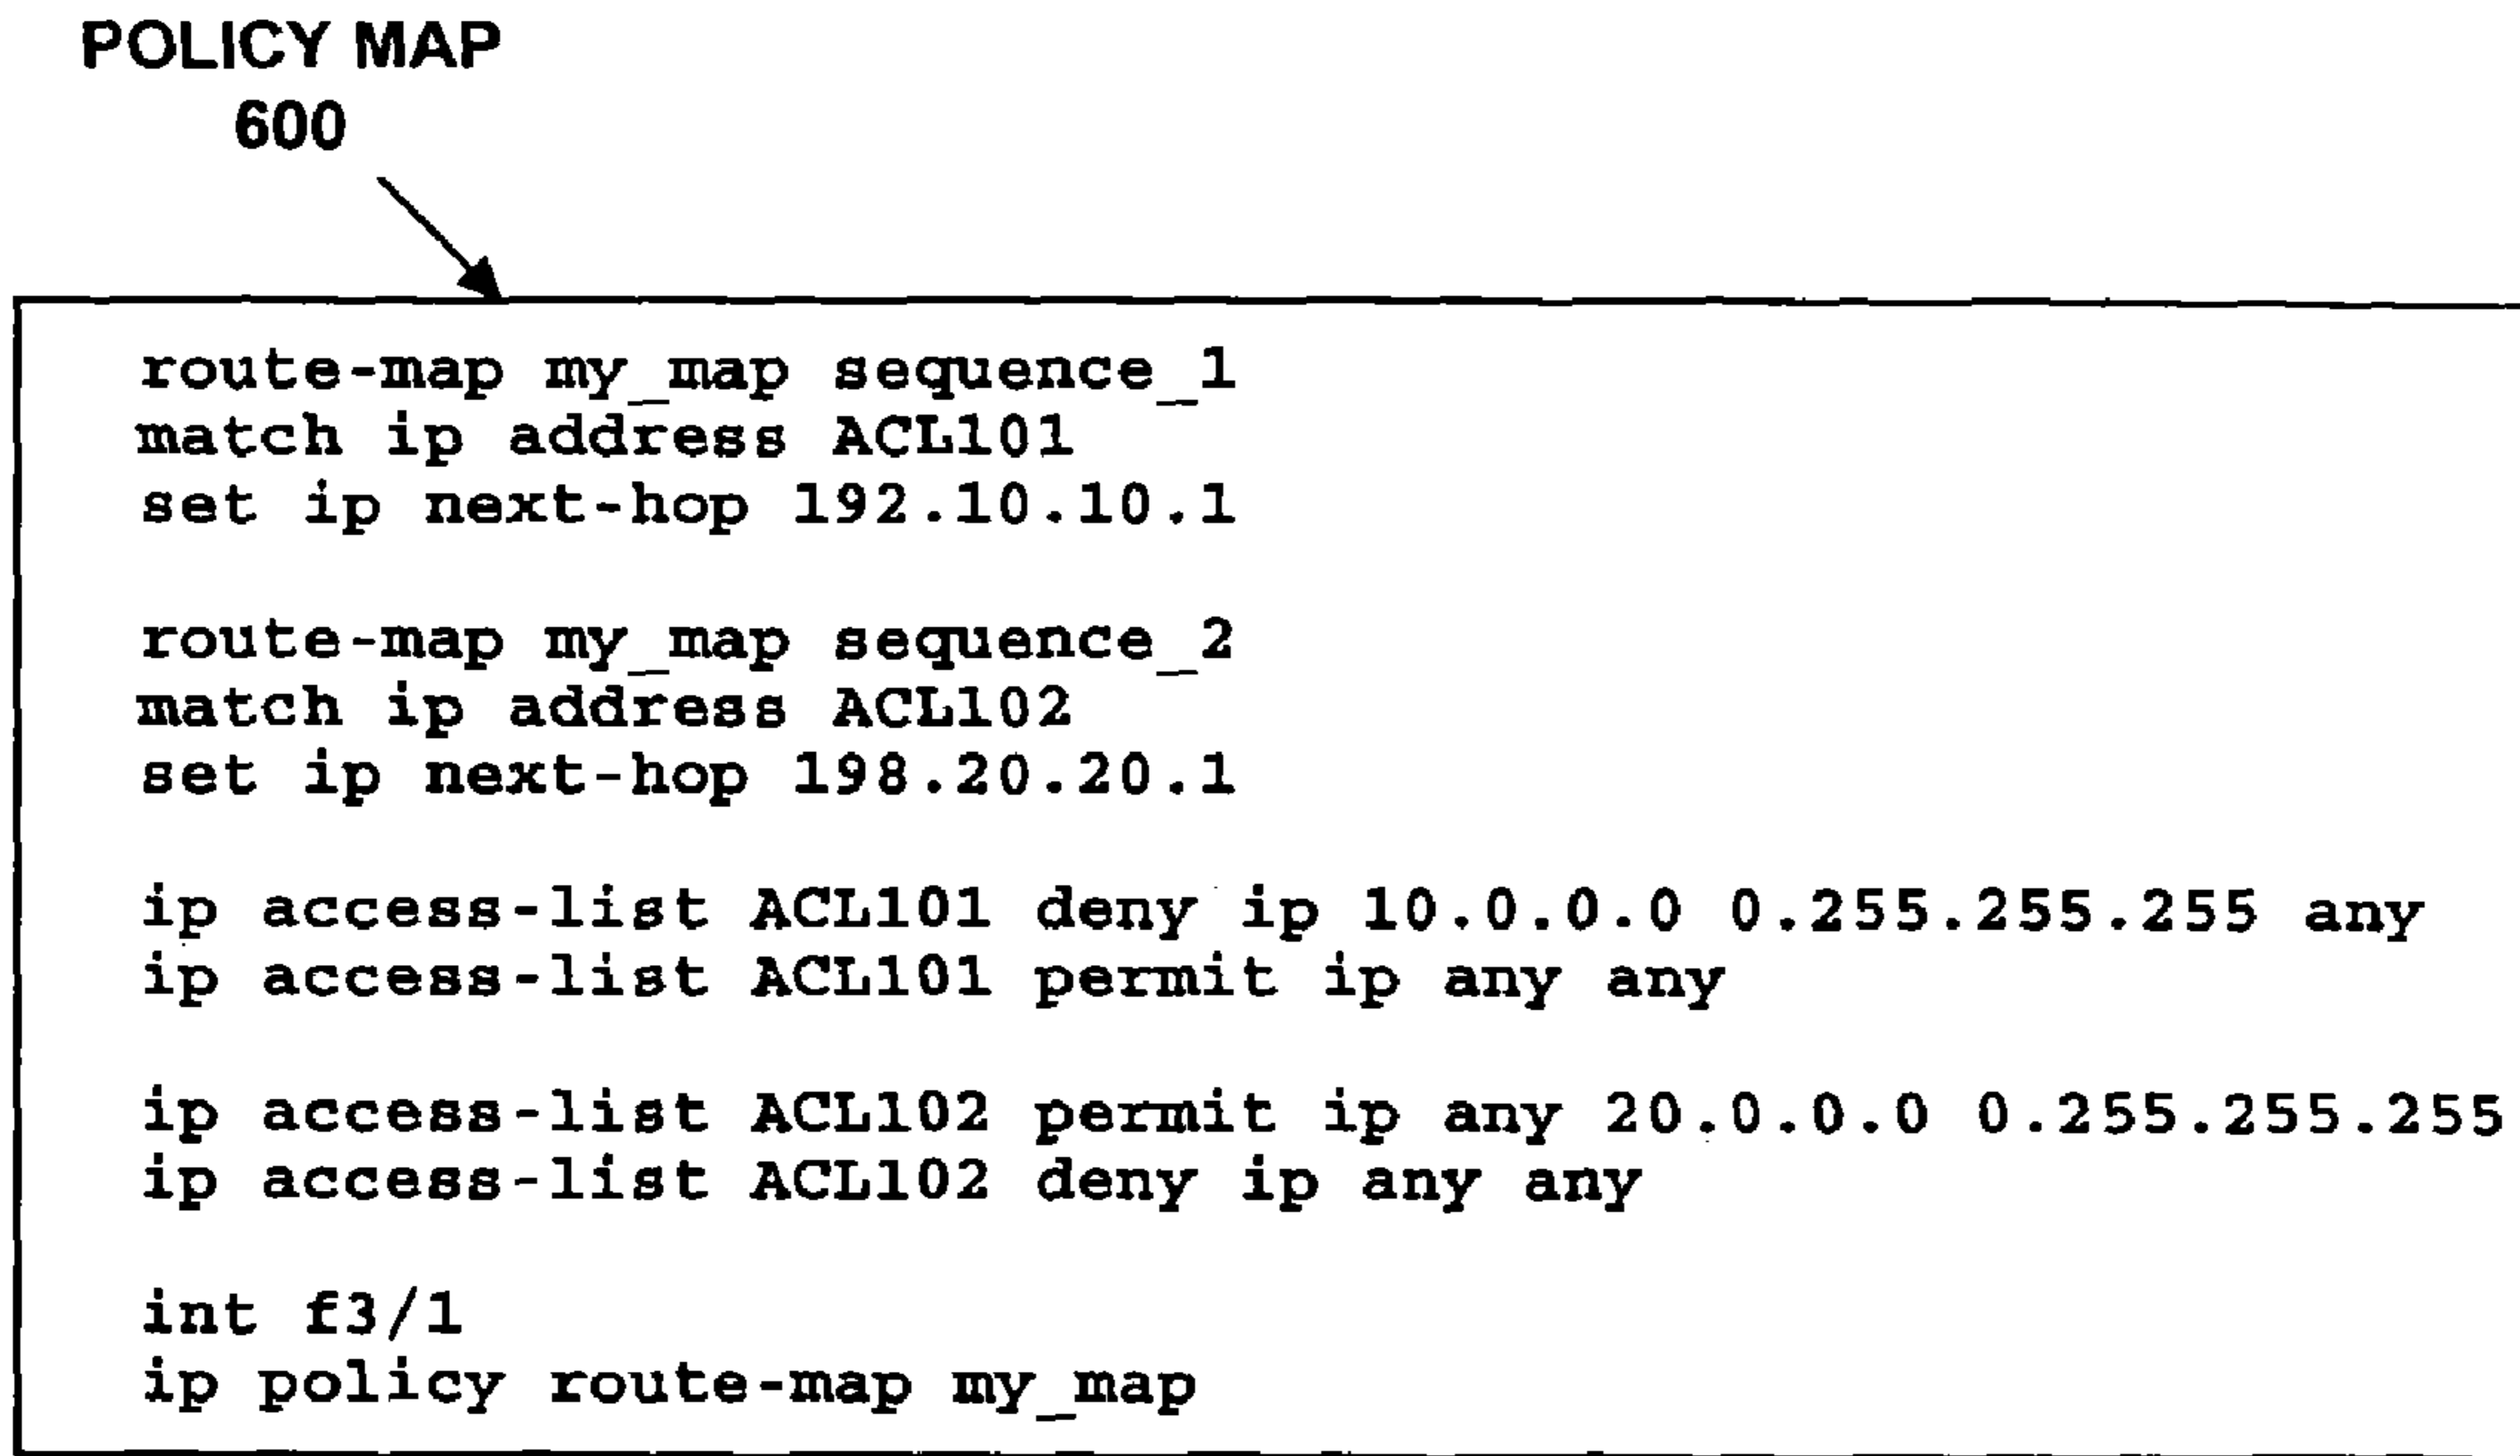 POLICY MAP
600
route-map my_map sequence_1
match ip address ACL101
set ip next-hop 192.10.10.1
route-map my_map sequence_2
match ip address ACL102
set ip next-hop 198.20.20.1
ip access-list ACL101 deny ip 10.0.0.0 0.255.255.255 any
ip access-list ACL101 permit ip any any
ip access-list ACL102 permit ip any 20.0.0.0 0.255.255.255
ip access-list ACL102 deny ip any any
int f3/1
ip policy route-map my_map